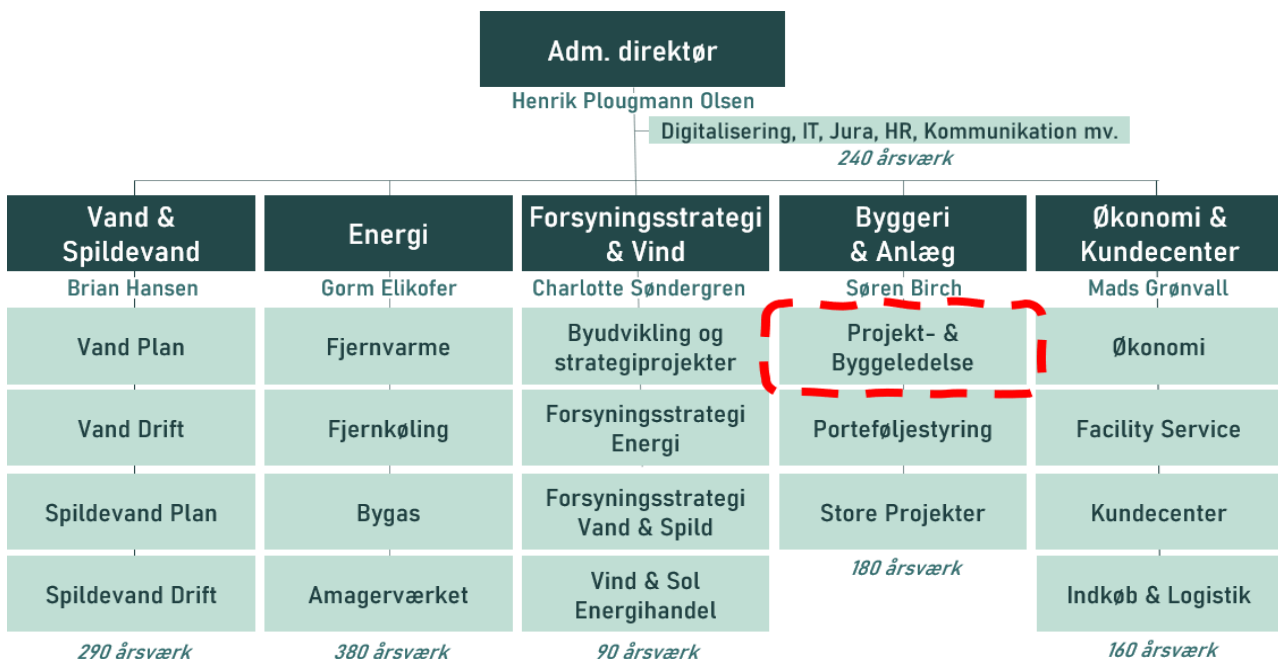 Adm. direktør
Henrik Plougmann Olsen
Digitalisering, IT, Jura, HR, Kommunikation mv.
240 årsværk
Vand &
Spildevand
Brian Hansen
Vand Plan
Vand Drift
Spildevand Plan
Spildevand Drift
290 årsværk
Energi
Gorm Elikofer
Fjernvarme
Fjernkøling
Bygas
Amagerværket
380 årsværk
Forsyningsstrategi
& Vind
Charlotte Søndergren
Byudvikling og
strategiprojekter
Forsyningsstrategi
Energi
Forsyningsstrategi
Vand & Spild
Vind & Sol
Energihandel
90 årsværk
Byggeri
& Anlæg
Søren Birch
Projekt- &
Byggeledelse
Porteføljestyring
Store Projekter
180 årsværk
Økonomi &
Kundecenter
Mads Grønvall
Økonomi
Facility Service
Kundecenter
Indkøb & Logistik
160 årsværk